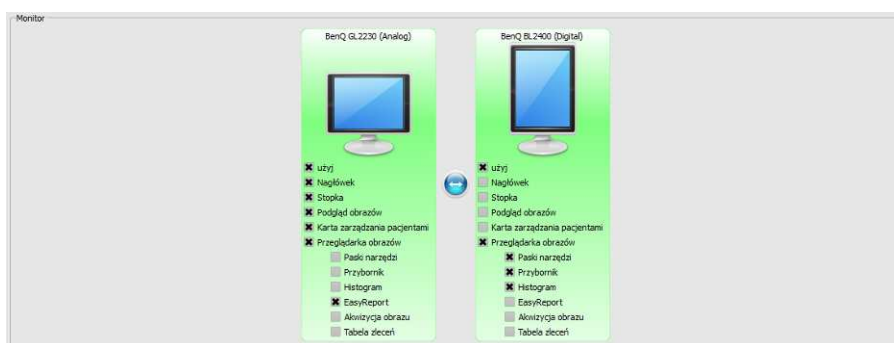 Monitor
BenQ GL2230 (Analog)
użyj
Nagłówek
Stopka
Podgląd obrazów
Karta zarządzania pacjentami
Przeglądarka obrazów
Paski narzędzi
Przybornik
Histogram
EasyReport
Akwizycja obrazu
Tabela zleceń
BenQ BL2400 (Digital)
użyj
Nagłówek
Stopka
Podgląd obrazów
Karta zarządzania pacjentami
Przeglądarka obrazów
Paski narzędzi
Przybornik
Histogram
EasyReport
Akwizycja obrazu
Tabela zleceń